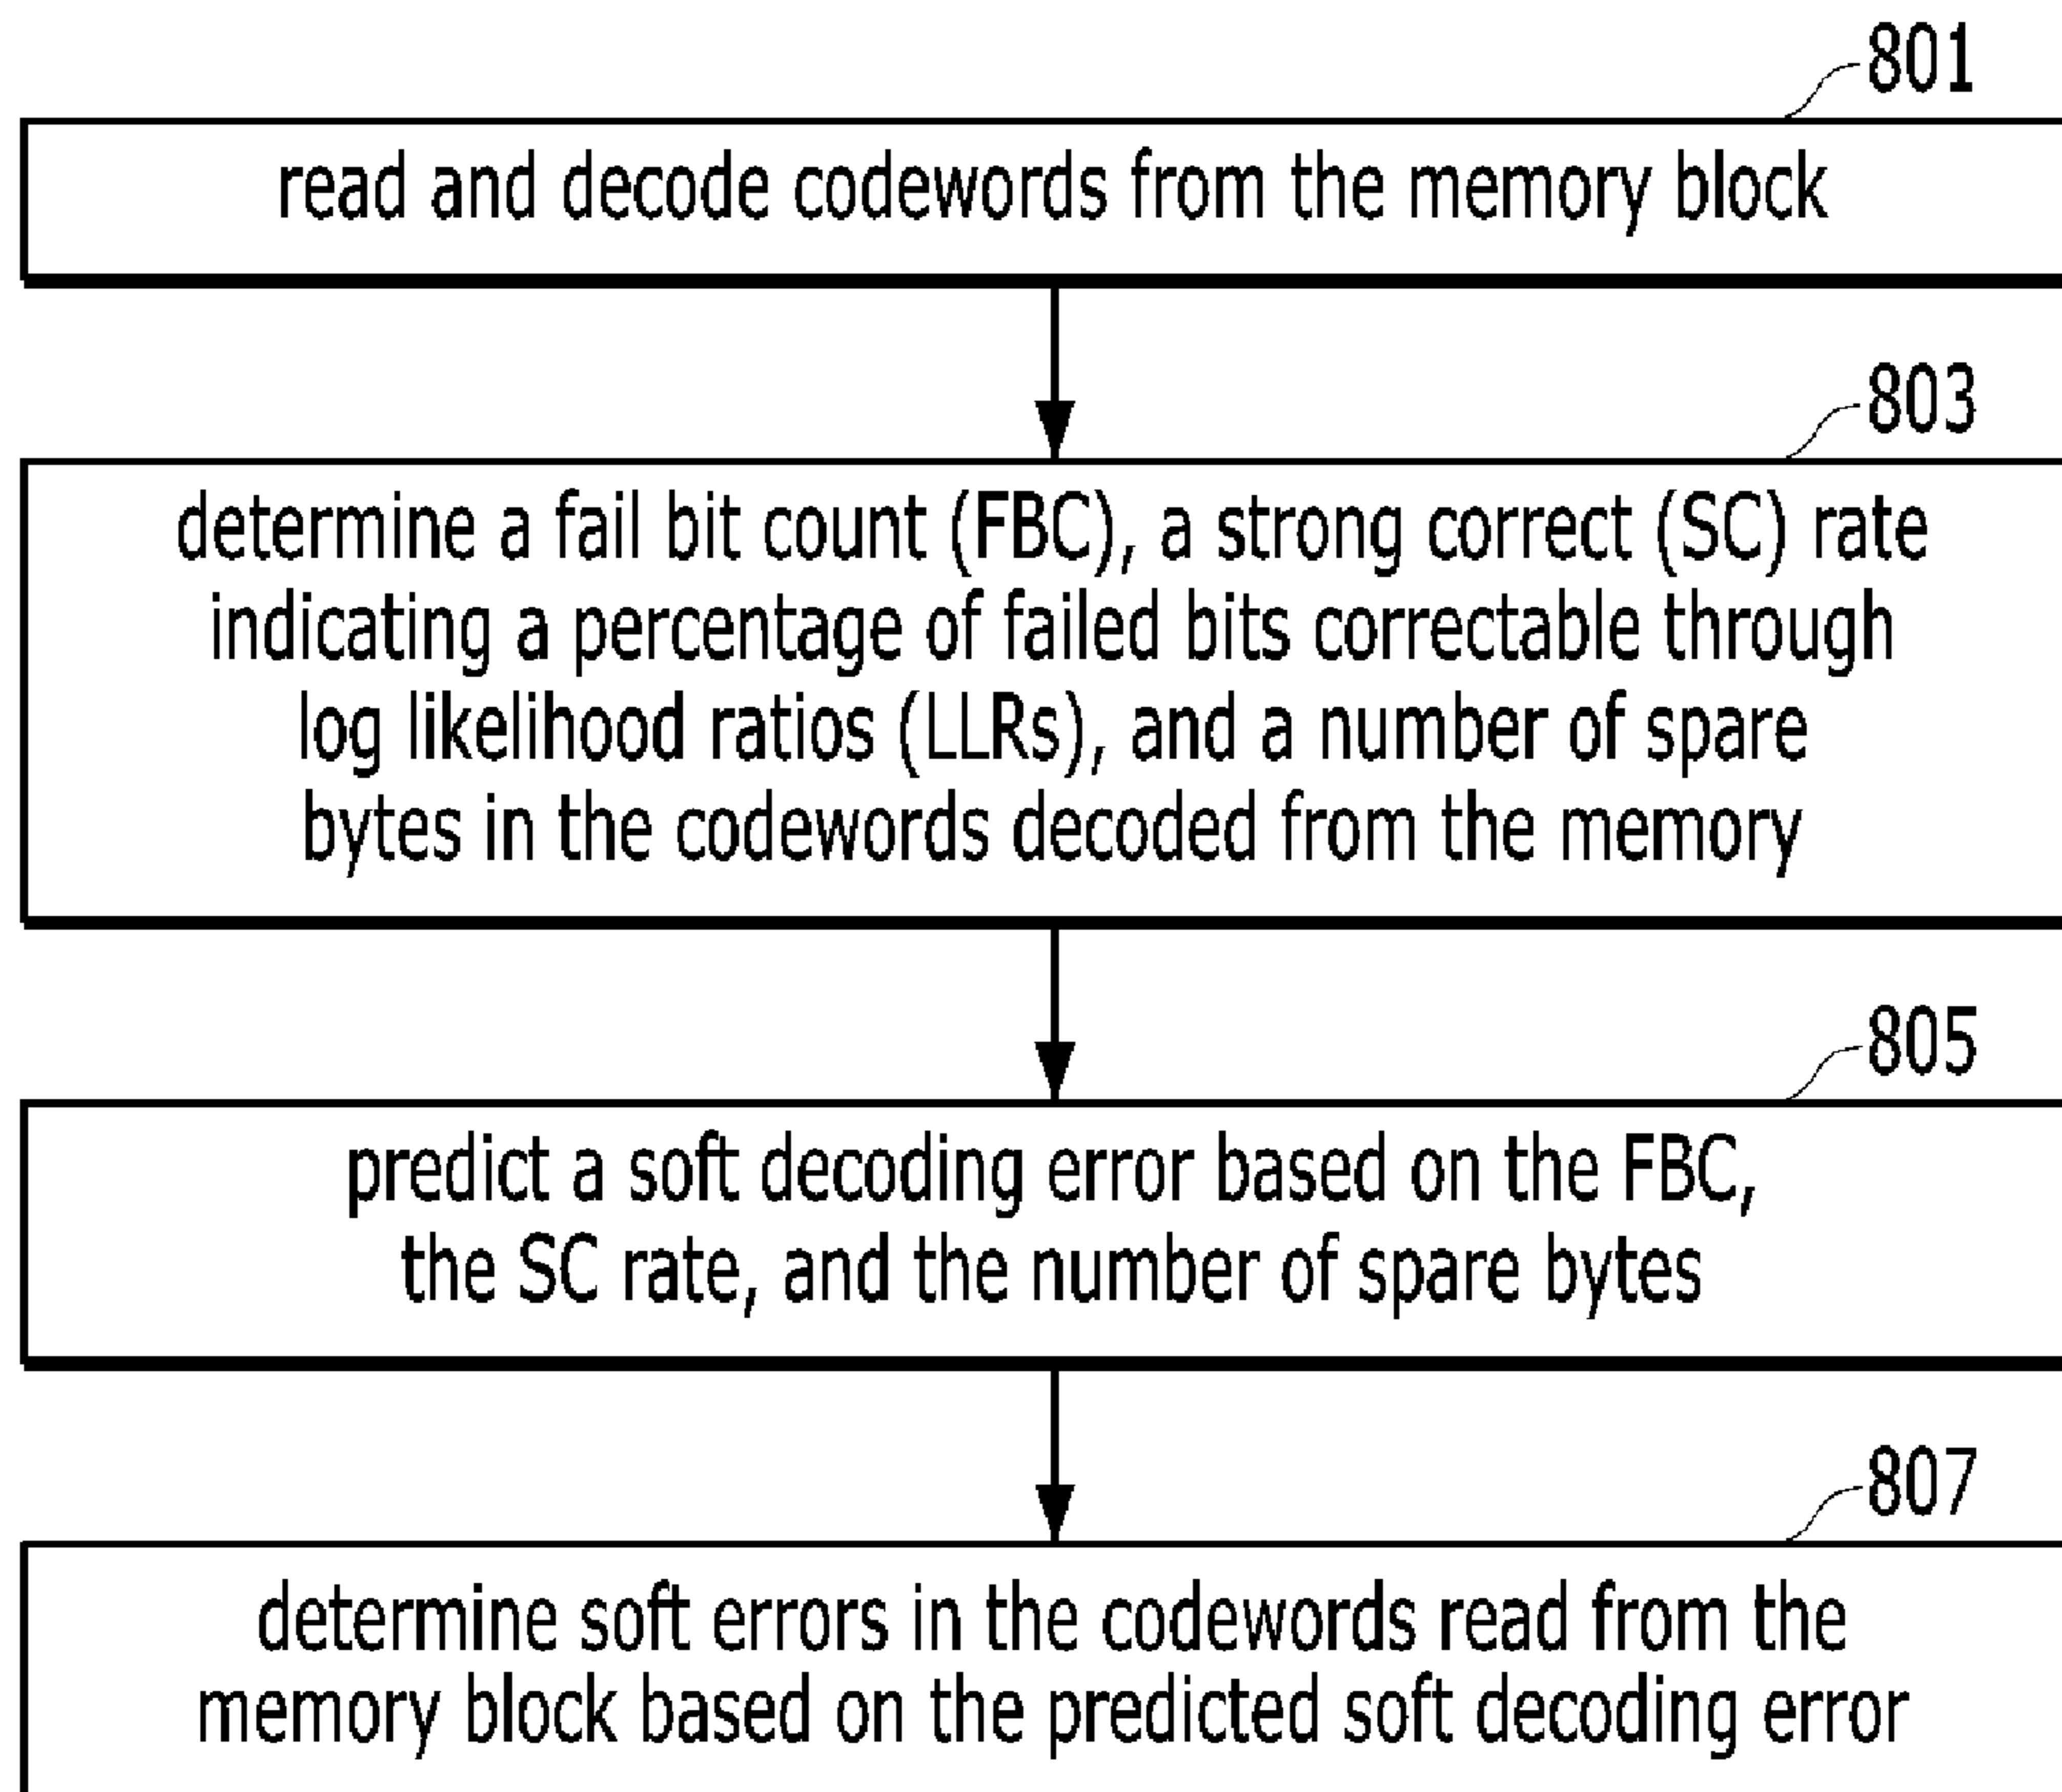 801
read and decode codewords from the memory block
803
determine a fail bit count (FBC), a strong correct (SC) rate
indicating a percentage of failed bits correctable through
log likelihood ratios (LLRs), and a number of spare
bytes in the codewords decoded from the memory
805
predict a soft decoding error based on the FBC,
the SC rate, and the number of spare bytes
807
determine soft errors in the codewords read from the
memory block based on the predicted soft decoding error